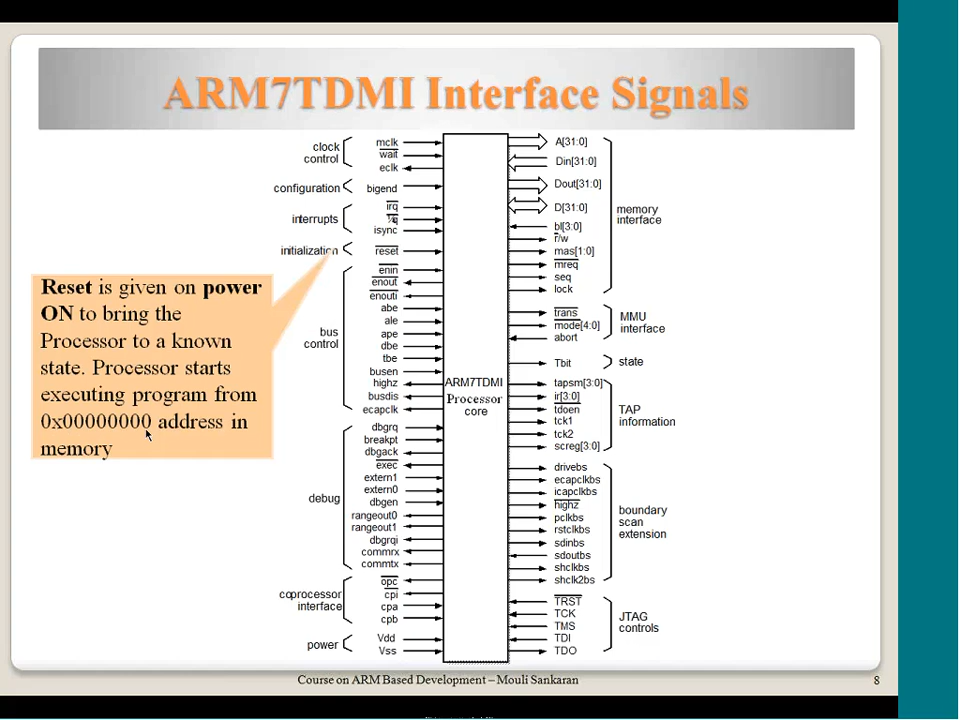 ARM7TDMI Interface Signals
clock
control
mclk
wait
eclk
configuration
bigend
interrupts
irq
isync
initialization
reset
Reset is given on power
ON to bring the
Processor to a known
state. Processor starts
executing program from
0x00000000 address in
memory
bus
control
enin
enout
enouti
abe
ale
ape
dbe
tbe
busen
highz
busdis
ecapclk
debug
dbgrq
breakpt
dbgack
exec
extern1
extern0
dbgen
rangeout0
rangeout1
dbgrqi
commrx
commtx
coprocessor
interface
opc
cpi
cpa
cpb
power
Vdd
Vss
ARM7TDMI
Processor
core
A[31:0]
Din[31:0]
Dout[31:0]
D[31:0]
bl[3:0]
r/w
mas[1:0]
mreq
seq
lock
memory
interface
trans
mode[4:0]
abort
MMU
interface
Tbit
state
tapsm[3:0]
ir[3:0]
tdoen
tck1
tck2
screg[3:0]
TAP
information
drivebs
ecapclkbs
icapclkbs
highz
pclkbs
rstclkbs
sdinbs
sdoutbs
shclkbs
shclk2bs
boundary
scan
extension
TRST
TCK
TMS
TDI
TDO
JTAG
controls
Course on ARM Based Development – Mouli Sankaran
8